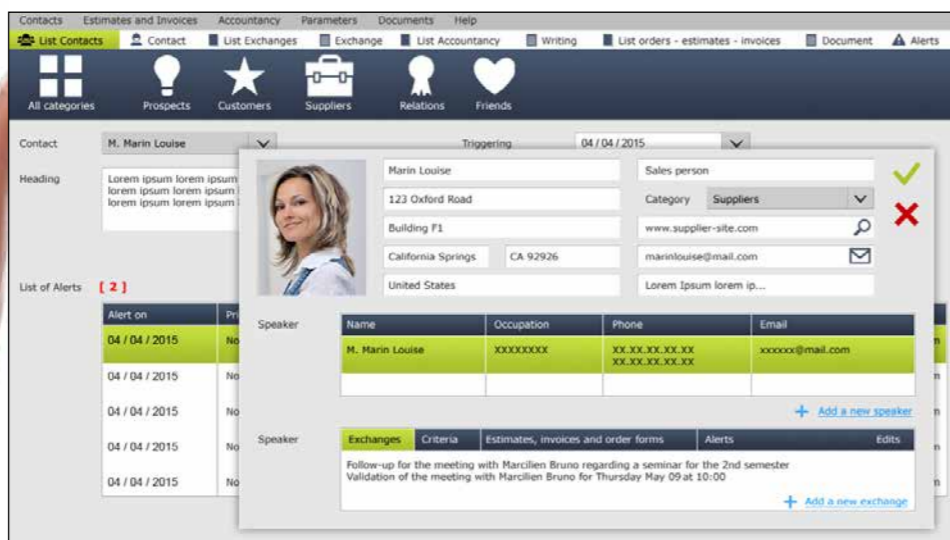 Contacts Estimates and Invoices Accountancy Parameters Documents Help
List Contacts Contact List Exchanges Exchange List Accountancy Writing List orders - estimates - invoices Document Alerts
All categories Prospects Customers Suppliers Relations Friends
Contact M. Marin Louise Triggering 04 / 04 / 2015
Heading Lorem ipsum lorem ipsum
lorem ipsum lorem ipsum
lorem ipsum lorem ipsum
Marin Louise Sales person
123 Oxford Road Category Suppliers
Building F1 www.supplier-site.com
California Springs CA 92926 marinlouise@mail.com
United States Lorem Ipsum lorem ip...
List of Alerts [ 2 ]
Alert on
04 / 04 / 2015 No
04 / 04 / 2015 No
04 / 04 / 2015 No
04 / 04 / 2015 No
04 / 04 / 2015 No
Speaker Name Occupation Phone Email
M. Marin Louise XXXXXXXX XX.XX.XX.XX.XX xxxxxx@mail.com
XX.XX.XX.XX.XX
Add a new speaker
Speaker Exchanges Criteria Estimates, invoices and order forms Alerts Edits
Follow-up for the meeting with Marcilien Bruno regarding a seminar for the 2nd semester
Validation of the meeting with Marcilien Bruno for Thursday May 09 at 10:00
Add a new exchange